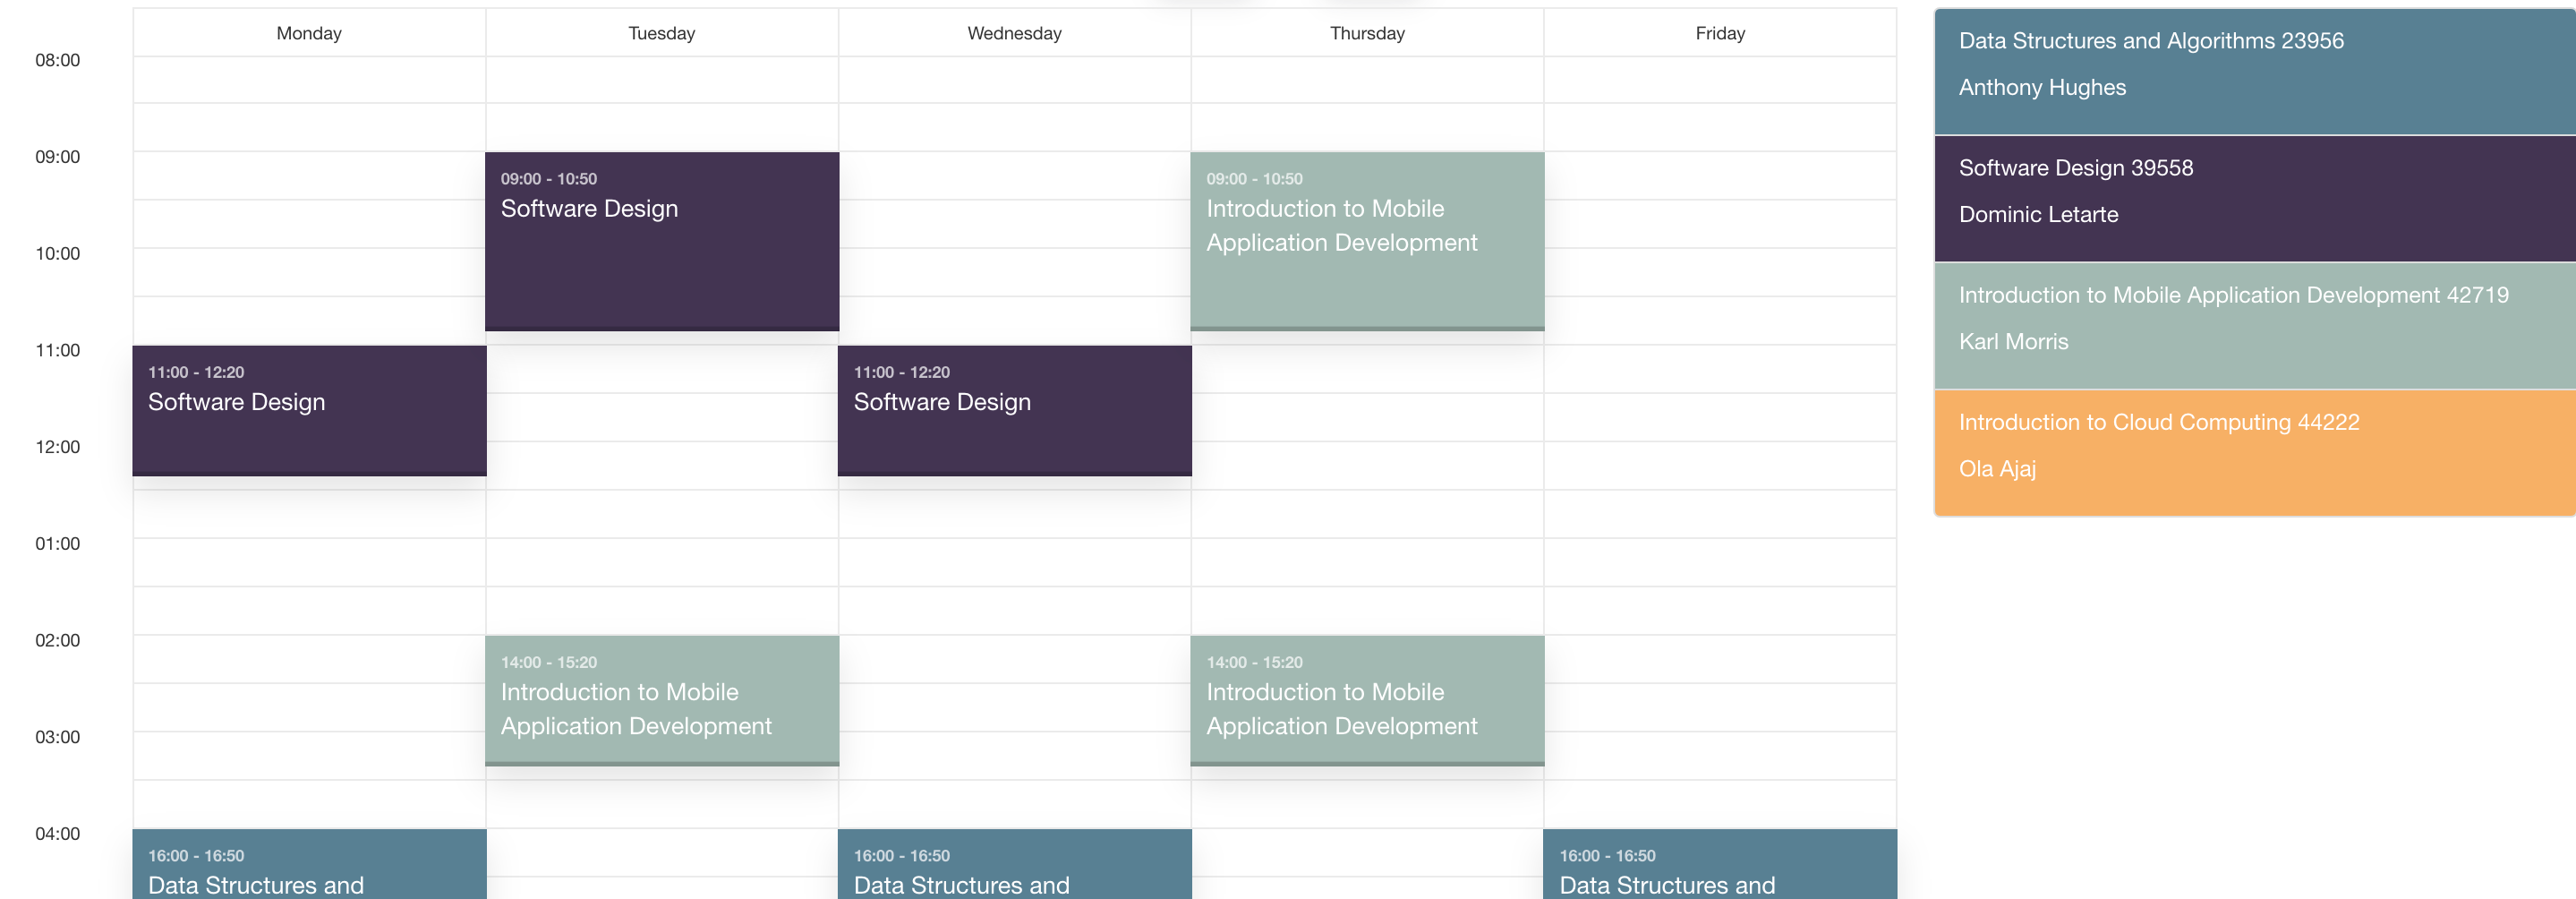 Monday Tuesday Wednesday Thursday Friday
08:00
09:00
09:00 - 10:50
Software Design
09:00 - 10:50
Introduction to Mobile
Application Development
10:00
11:00
11:00 - 12:20
Software Design
11:00 - 12:20
Software Design
12:00
01:00
02:00
14:00 - 15:20
Introduction to Mobile
Application Development
14:00 - 15:20
Introduction to Mobile
Application Development
03:00
04:00
16:00 - 16:50
Data Structures and
16:00 - 16:50
Data Structures and
16:00 - 16:50
Data Structures and
Data Structures and Algorithms 23956
Anthony Hughes
Software Design 39558
Dominic Letarte
Introduction to Mobile Application Development 42719
Karl Morris
Introduction to Cloud Computing 44222
Ola Ajaj